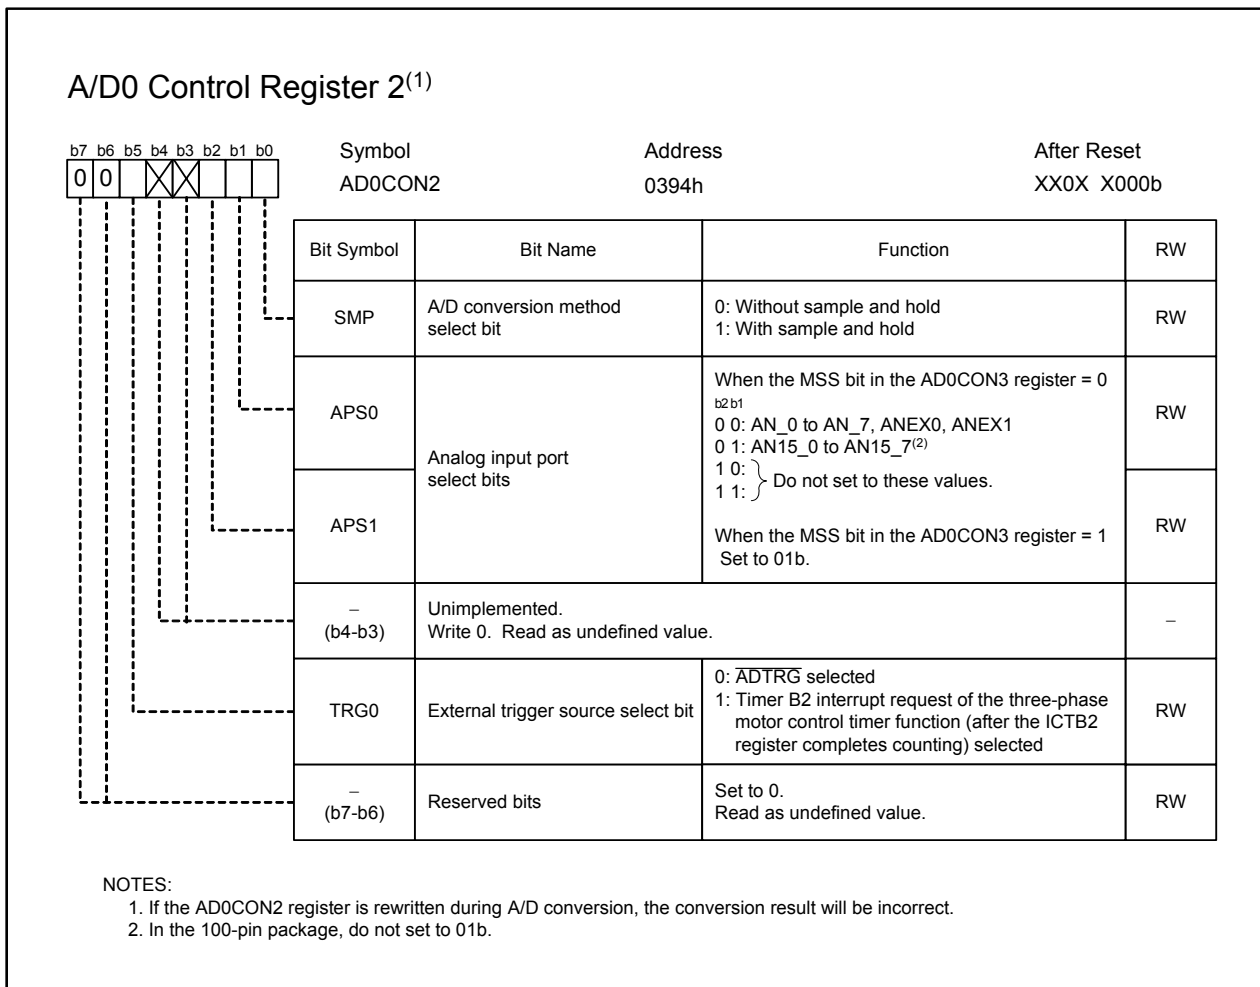 A/D0 Control Register 2(1)
b7 b6 b5 b4 b3 b2 b1 b0
0 0
Symbol Address After Reset
AD0CON2 0394h XX0X X000b
Bit Symbol Bit Name Function RW
SMP
A/D conversion method
select bit
0: Without sample and hold
1: With sample and hold
RW
APS0
APS1
Analog input port
select bits
When the MSS bit in the AD0CON3 register = 0
b2 b1
0 0: AN_0 to AN_7, ANEX0, ANEX1
0 1: AN15_0 to AN15_7(2)
1 0:
1 1:
Do not set to these values.
When the MSS bit in the AD0CON3 register = 1
Set to 01b.
RW
RW
–
(b4-b3)
Unimplemented.
Write 0. Read as undefined value.
–
TRG0
External trigger source select bit
0: ADTRG selected
1: Timer B2 interrupt request of the three-phase
motor control timer function (after the ICTB2
register completes counting) selected
RW
–
(b7-b6)
Reserved bits
Set to 0.
Read as undefined value.
RW
NOTES:
1. If the AD0CON2 register is rewritten during A/D conversion, the conversion result will be incorrect.
2. In the 100-pin package, do not set to 01b.